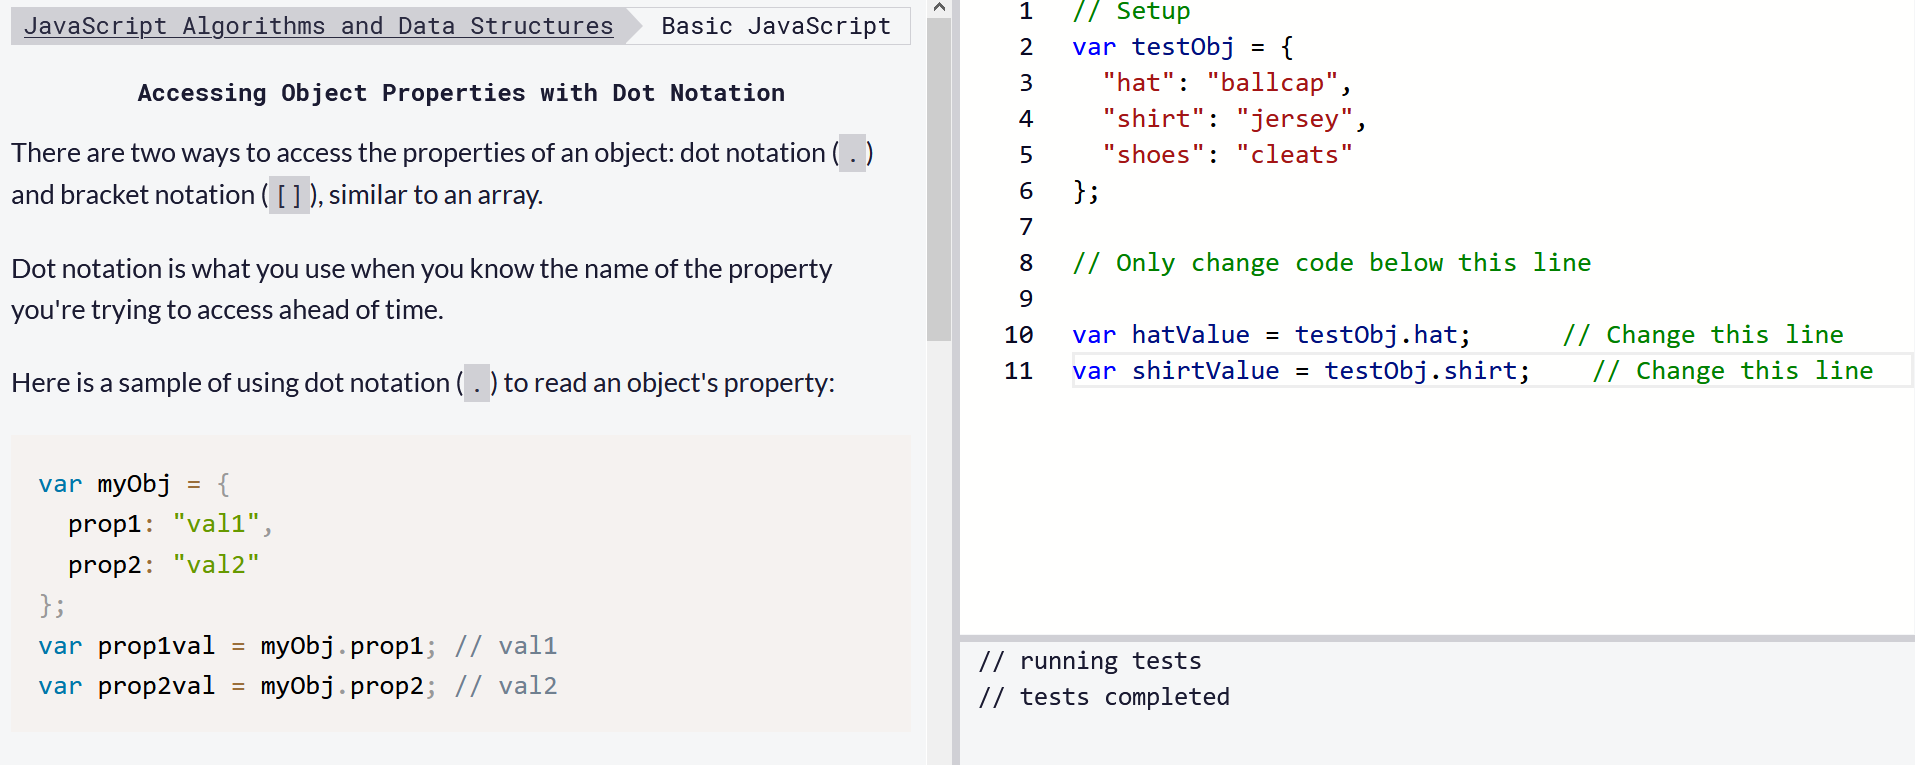 JavaScript Algorithms and Data Structures
Basic JavaScript
Accessing Object Properties with Dot Notation
There are two ways to access the properties of an object: dot notation ( . )
and bracket notation ( [] ), similar to an array.
Dot notation is what you use when you know the name of the property
you're trying to access ahead of time.
Here is a sample of using dot notation ( . ) to read an object's property:
var myObj = {
  prop1: "val1",
  prop2: "val2"
};
var prop1val = myObj.prop1; // val1
var prop2val = myObj.prop2; // val2
1 // Setup
2 var testObj = {
3   "hat": "ballcap",
4   "shirt": "jersey",
5   "shoes": "cleats"
6 };
7
8 // Only change code below this line
9
10 var hatValue = testObj.hat;      // Change this line
11 var shirtValue = testObj.shirt;    // Change this line
// running tests
// tests completed